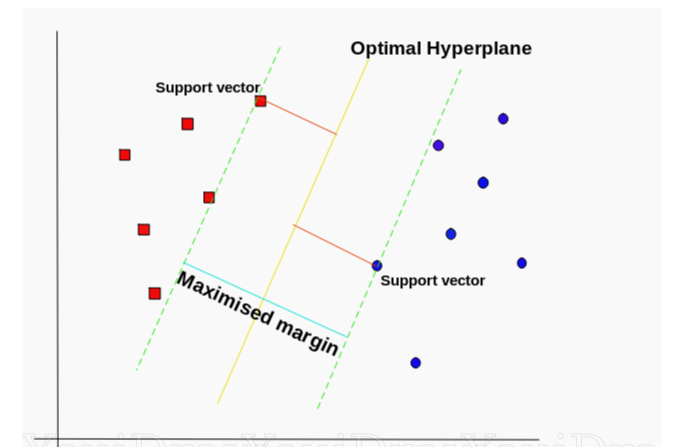 Optimal Hyperplane
Support vector
Support vector
Maximised margin